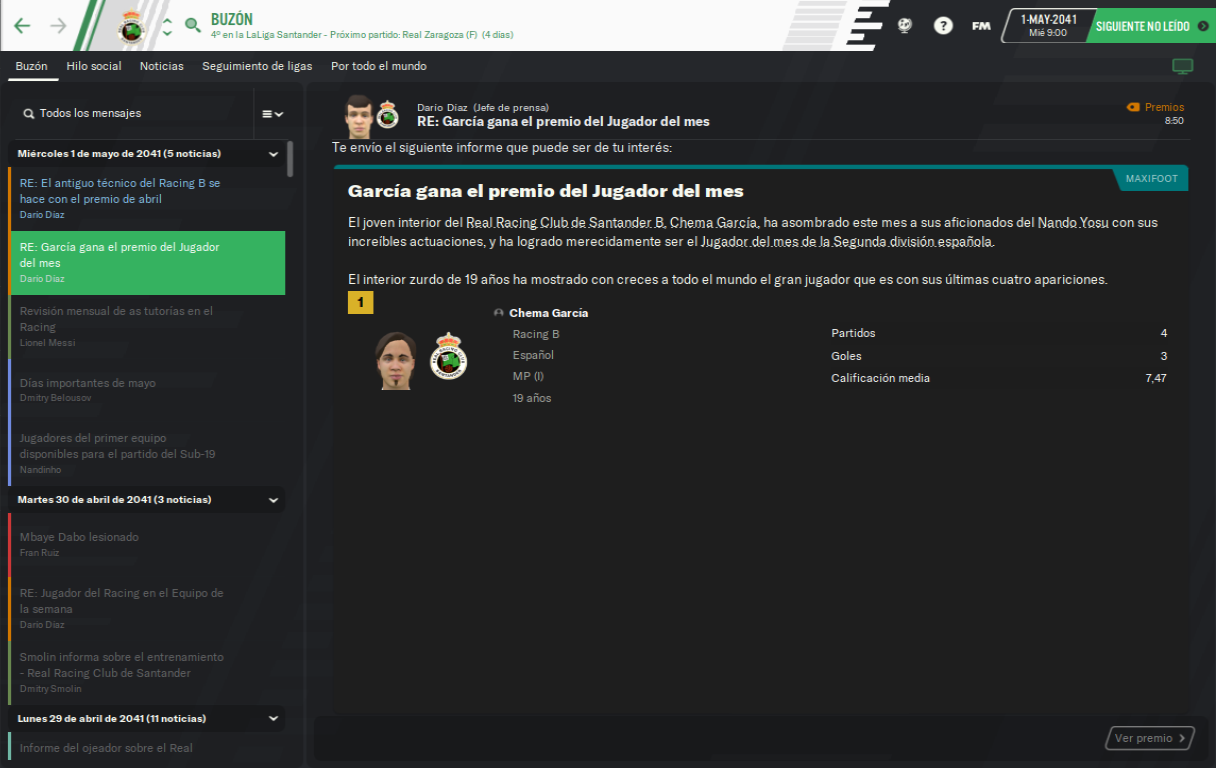 BUZÓN
4º en la LaLiga Santander - Próximo partido: Real Zaragoza (F) (4 días)
?
FM
1-MAY-2041
Mié 9:00
SIGUIENTE NO LEÍDO
Buzón
Hilo social
Noticias
Seguimiento de ligas
Por todo el mundo
Todos los mensajes
Miércoles 1 de mayo de 2041 (5 noticias)
RE: El antiguo técnico del Racing B se
hace con el premio de abril
Darío Díaz
RE: García gana el premio del Jugador
del mes
Darío Díaz
Revisión mensual de as tutorías en el
Racing
Lionel Messi
Días importantes de mayo
Dmitry Belousov
Jugadores del primer equipo
disponibles para el partido del Sub-19
Nandinho
Martes 30 de abril de 2041 (3 noticias)
Mbaye Dabo lesionado
Fran Ruiz
RE: Jugador del Racing en el Equipo de
la semana
Darío Díaz
Smolin informa sobre el entrenamiento
- Real Racing Club de Santander
Dmitry Smolin
Lunes 29 de abril de 2041 (11 noticias)
Informe del ojeador sobre el Real
Darío Díaz (Jefe de prensa)
RE: García gana el premio del Jugador del mes
Premios
8:50
Te envío el siguiente informe que puede ser de tu interés:
MAXIFOOT
García gana el premio del Jugador del mes
El joven interior del Real Racing Club de Santander B, Chema García, ha asombrado este mes a sus aficionados del Nando Yosu con sus
increíbles actuaciones, y ha logrado merecidamente ser el Jugador del mes de la Segunda división española.
El interior zurdo de 19 años ha mostrado con creces a todo el mundo el gran jugador que es con sus últimas cuatro apariciones.
1
Chema García
Racing B
Español
MP (I)
19 años
Partidos 4
Goles 3
Calificación media 7,47
Ver premio